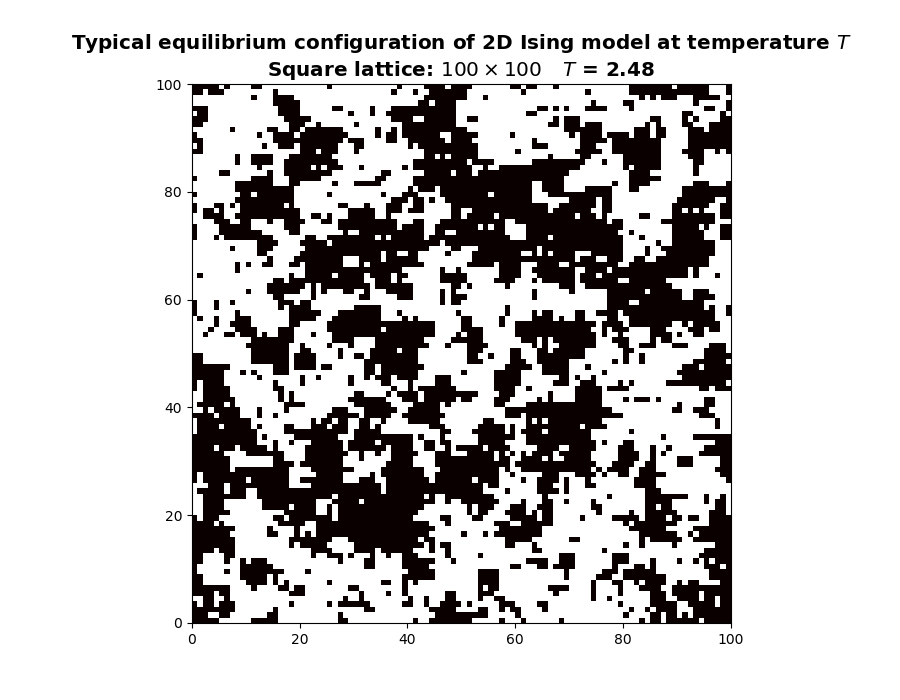 Typical equilibrium configuration of 2D Ising model at temperature T
Square lattice: 100 × 100 T = 2.48
100
80
60
40
20
0
0 20 40 60 80 100